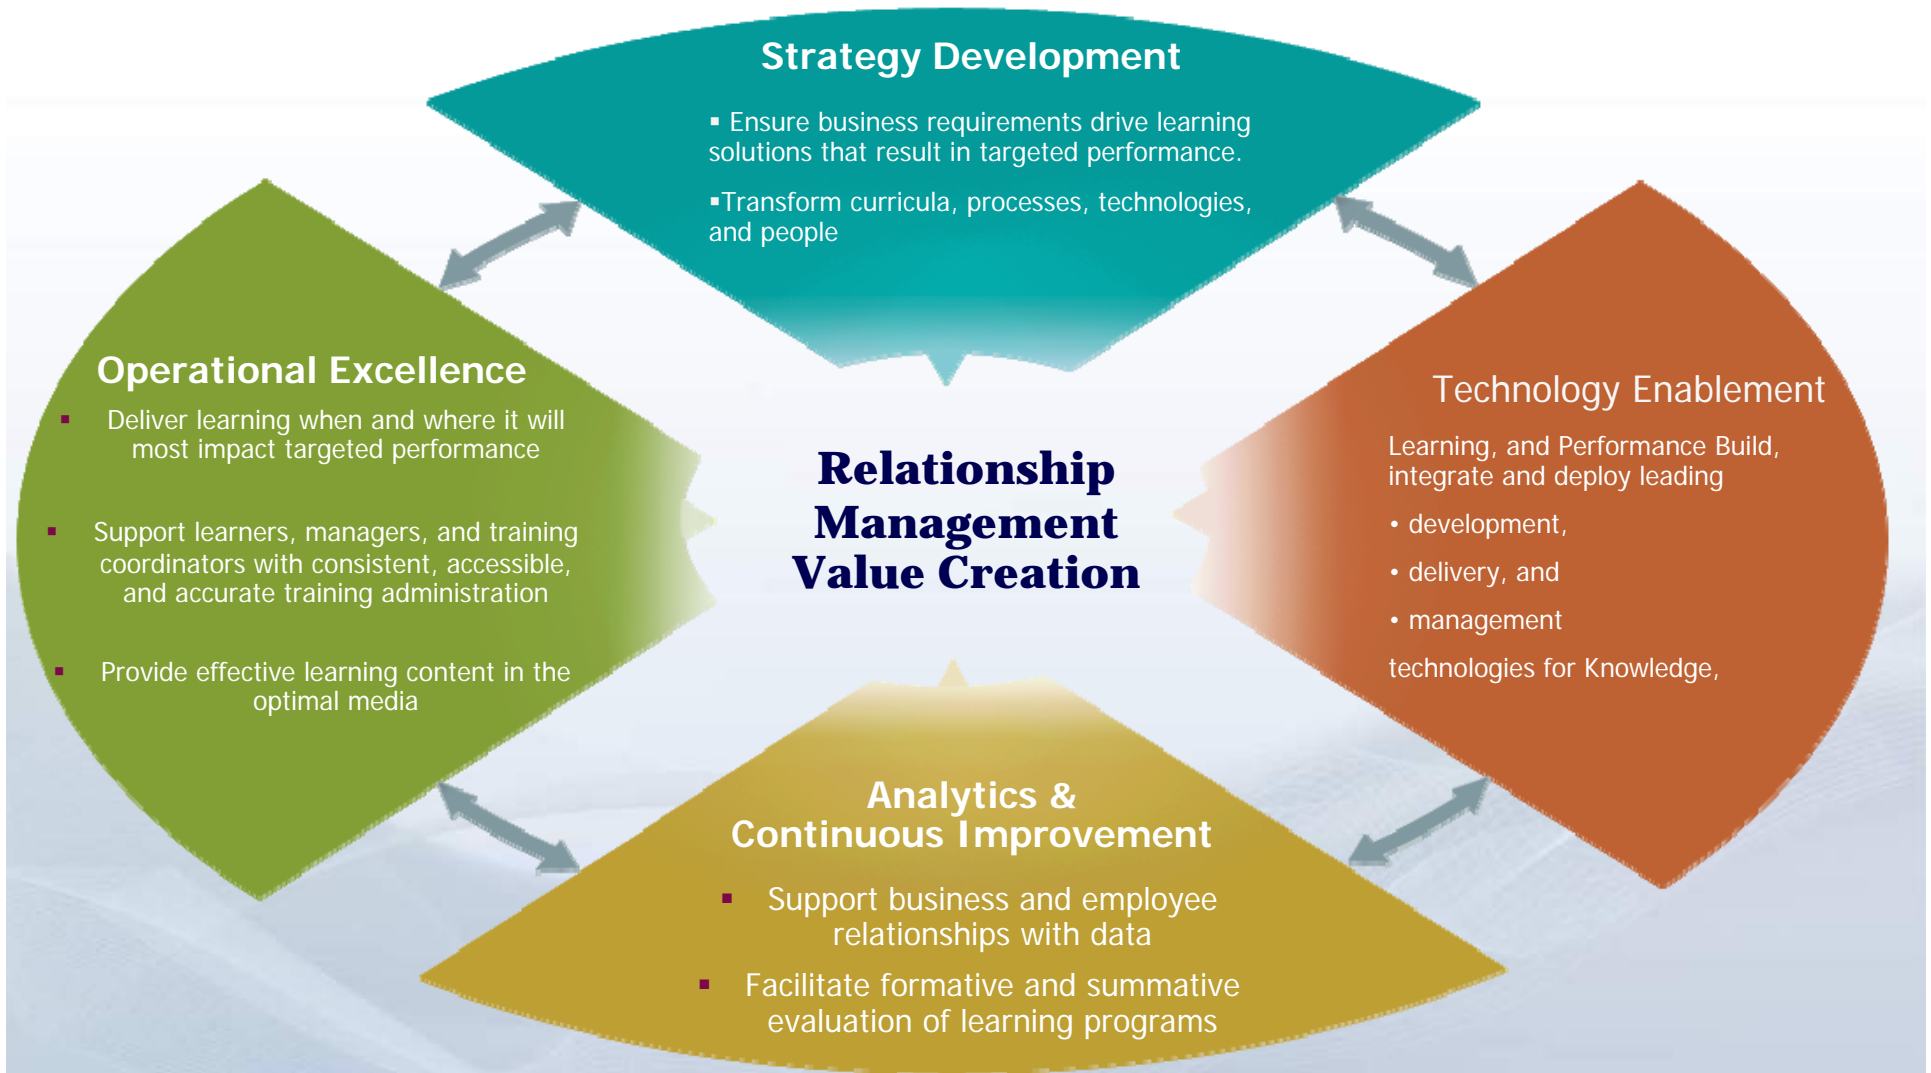 Strategy Development
▪ Ensure business requirements drive learning
solutions that result in targeted performance.
▪Transform curricula, processes, technologies,
and people
Operational Excellence
▪ Deliver learning when and where it will
most impact targeted performance
▪ Support learners, managers, and training
coordinators with consistent, accessible,
and accurate training administration
▪ Provide effective learning content in the
optimal media
Relationship
Management
Value Creation
Technology Enablement
Learning, and Performance Build,
integrate and deploy leading
• development,
• delivery, and
• management
technologies for Knowledge,
Analytics &
Continuous Improvement
▪ Support business and employee
relationships with data
▪ Facilitate formative and summative
evaluation of learning programs